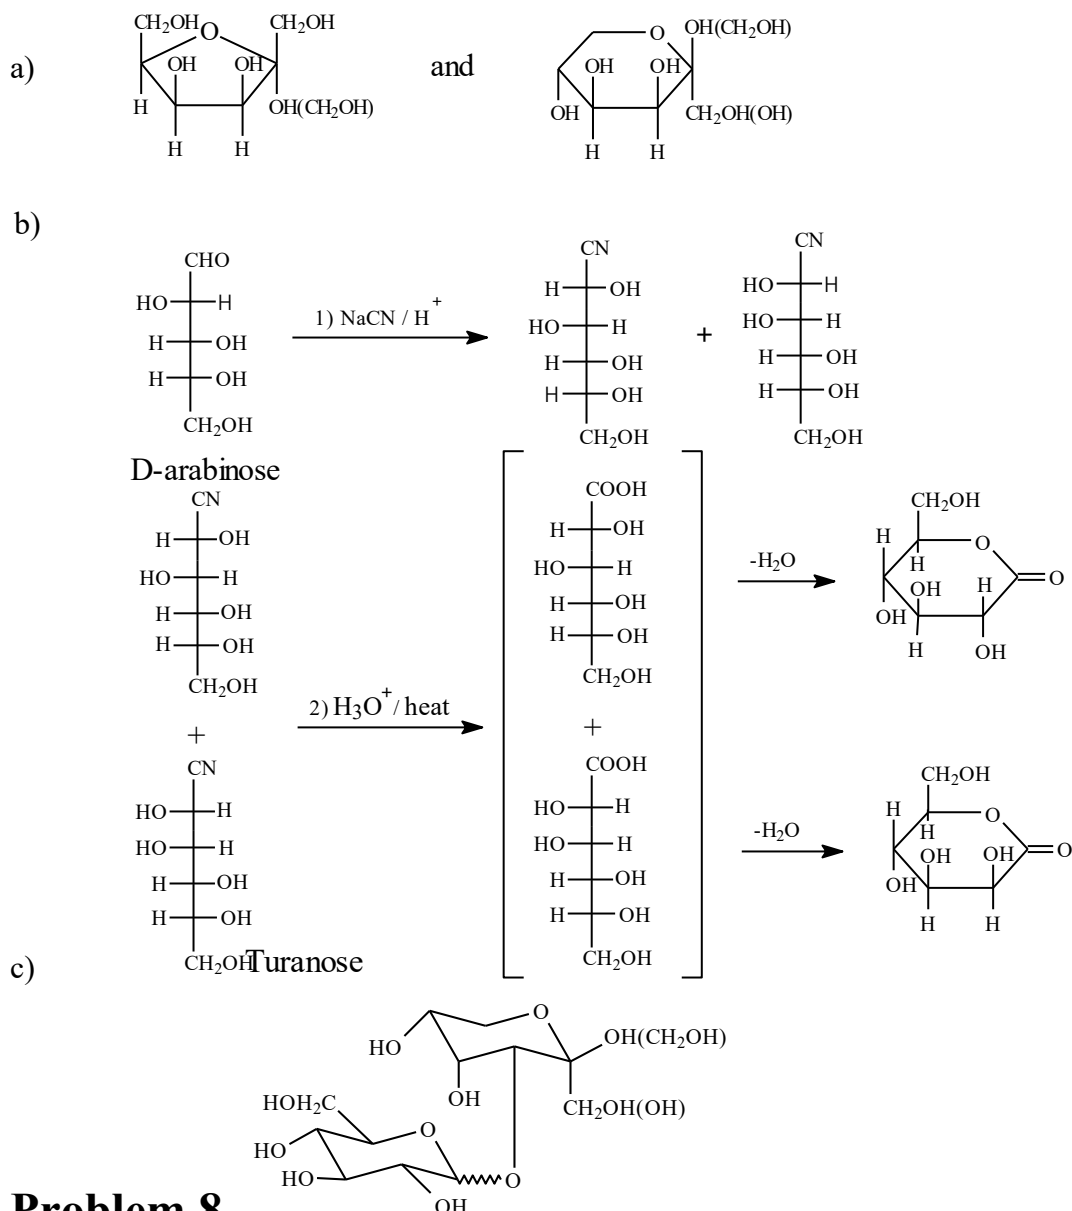 a)
CH₂OH O CH₂OH
OH OH
H OH(CH₂OH)
H H
and
O OH(CH₂OH)
OH OH
OH CH₂OH(OH)
H H
b)
CHO
HO H
H OH
H OH
CH₂OH
D-arabinose
1) NaCN / H⁺
CN
H OH
HO H
H OH
H OH
CH₂OH
+
CN
HO H
HO H
H OH
H OH
CH₂OH
CN
H OH
HO H
H OH
H OH
CH₂OH
+
CN
HO H
HO H
H OH
H OH
CH₂OH
2) H₃O⁺ / heat
COOH
H OH
HO H
H OH
H OH
CH₂OH
+
COOH
HO H
HO H
H OH
H OH
CH₂OH
-H₂O
CH₂OH
H O
H H O
OH
OH
H OH
-H₂O
CH₂OH
H O
H O
OH OH
OH
H H
c)
Turanose
O
OH(CH₂OH)
HO
OH CH₂OH(OH)
HOH₂C
O
HO
HO O
OH
Problem 8